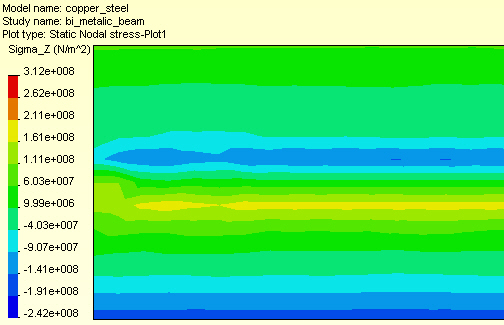 Model name: copper_steel
Study name: bi_metalic_beam
Plot type: Static Nodal stress-Plot1
Sigma_Z (N/m^2)
3.12e+008
2.62e+008
2.11e+008
1.61e+008
1.11e+008
6.03e+007
9.99e+006
-4.03e+007
-9.07e+007
-1.41e+008
-1.91e+008
-2.42e+008